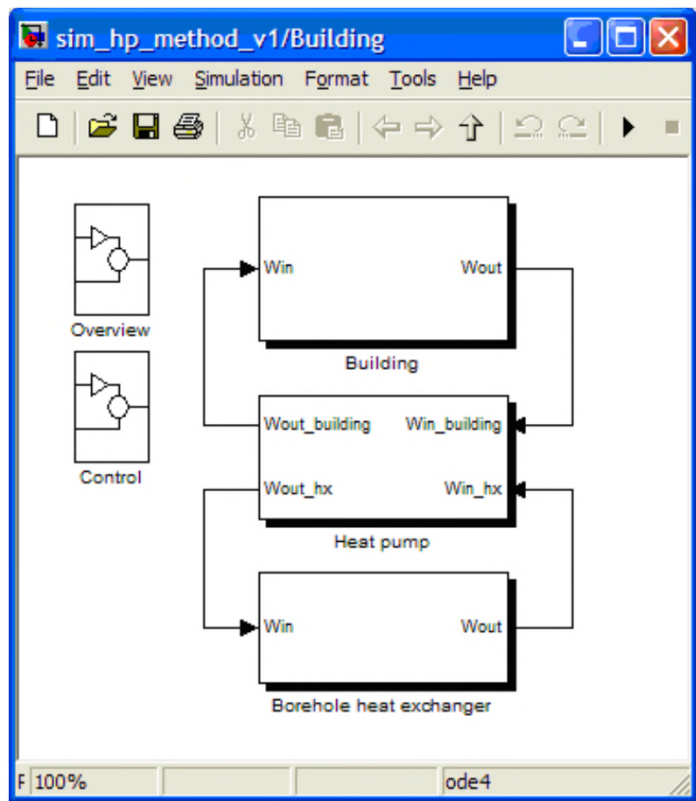 sim_hp_method_v1/Building
File Edit View Simulation Format Tools Help
Overview
Control
Win Wout
Building
Wout_building Win_building
Wout_hx Win_hx
Heat pump
Win Wout
Borehole heat exchanger
F 100% ode4